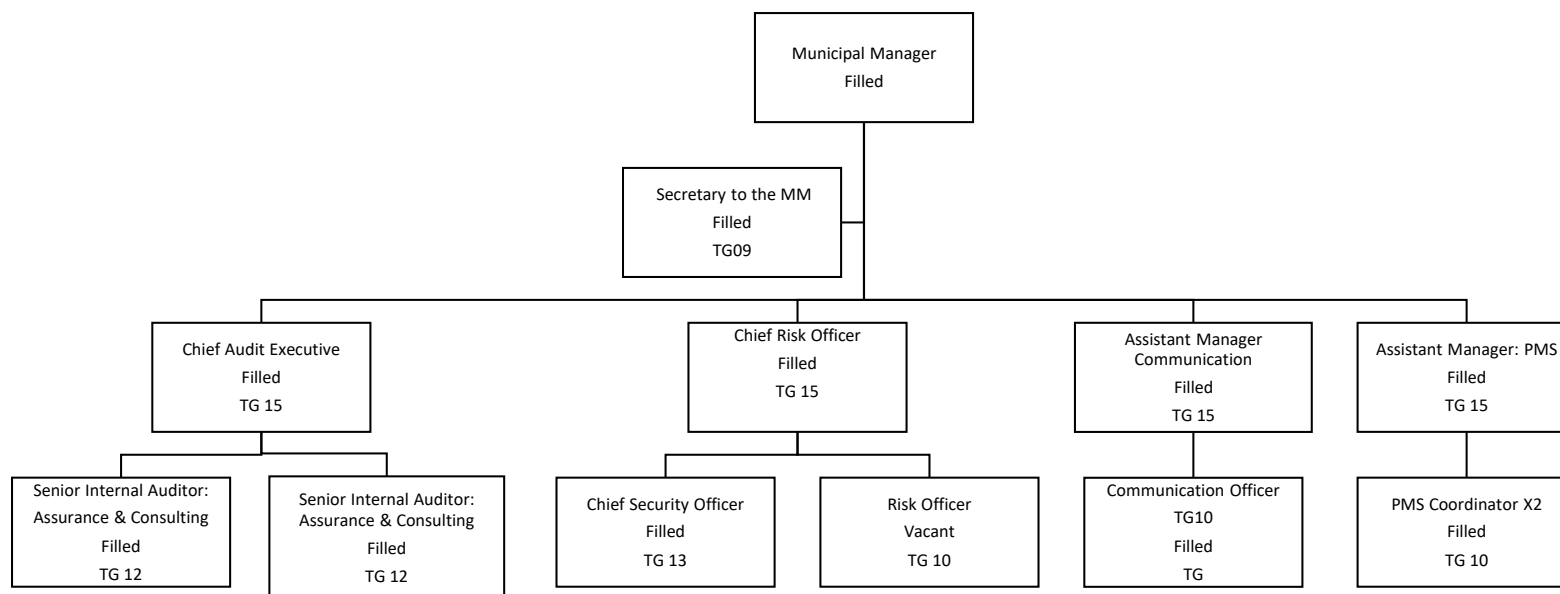 Municipal Manager
Filled
Secretary to the MM
Filled
TG09
Chief Audit Executive
Filled
TG 15
Chief Risk Officer
Filled
TG 15
Assistant Manager
Communication
Filled
TG 15
Assistant Manager: PMS
Filled
TG 15
Senior Internal Auditor:
Assurance & Consulting
Filled
TG 12
Senior Internal Auditor:
Assurance & Consulting
Filled
TG 12
Chief Security Officer
Filled
TG 13
Risk Officer
Vacant
TG 10
Communication Officer
TG10
Filled
TG
PMS Coordinator X2
Filled
TG 10